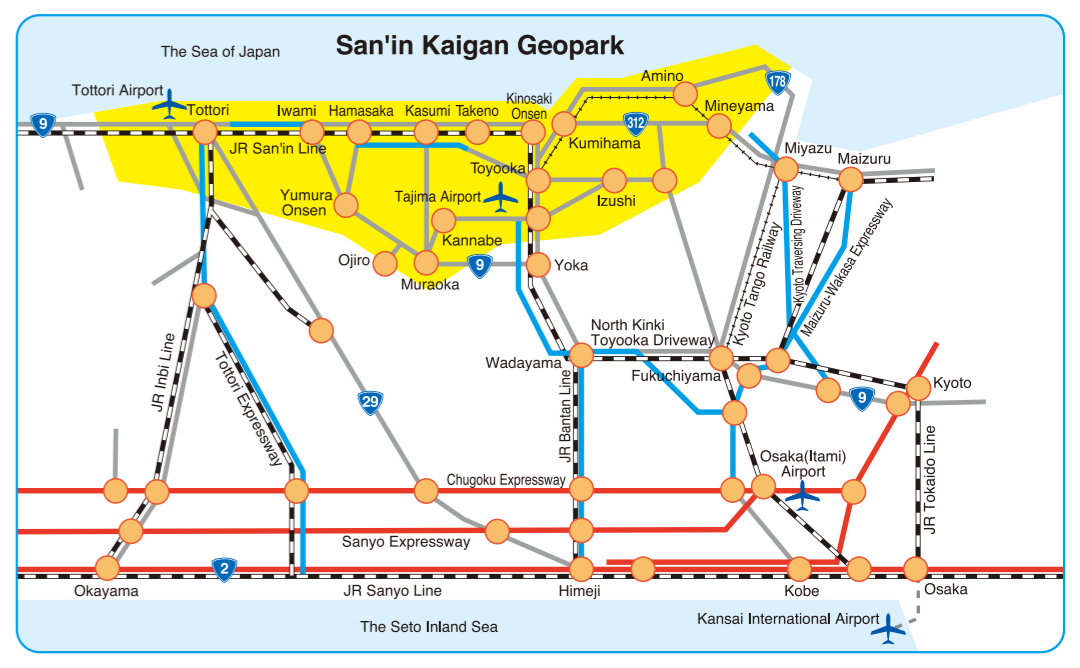 San'in Kaigan Geopark
The Sea of Japan
Tottori Airport
9
Tottori
Iwami
Hamasaka
Kasumi
Takeno
Kinosaki
Onsen
Amino
178
Mineyama
312
Kumihama
JR San'in Line
Miyazu
Maizuru
Toyooka
Yumura
Onsen
Tajima Airport
Izushi
Kannabe
Ojiro
Muraoka
9
Yoka
Kyoto Tango Railway
Kyoto Traversing Driveway
Maizuru-Wakasa Expressway
North Kinki
Toyooka Driveway
Wadayama
Fukuchiyama
Kyoto
9
JR Inbi Line
Tottori Expressway
29
JR Bantan Line
Osaka(Itami)
Airport
JR Tokaido Line
Chugoku Expressway
Sanyo Expressway
2
Okayama
JR Sanyo Line
Himeji
Kobe
Osaka
Kansai International Airport
The Seto Inland Sea